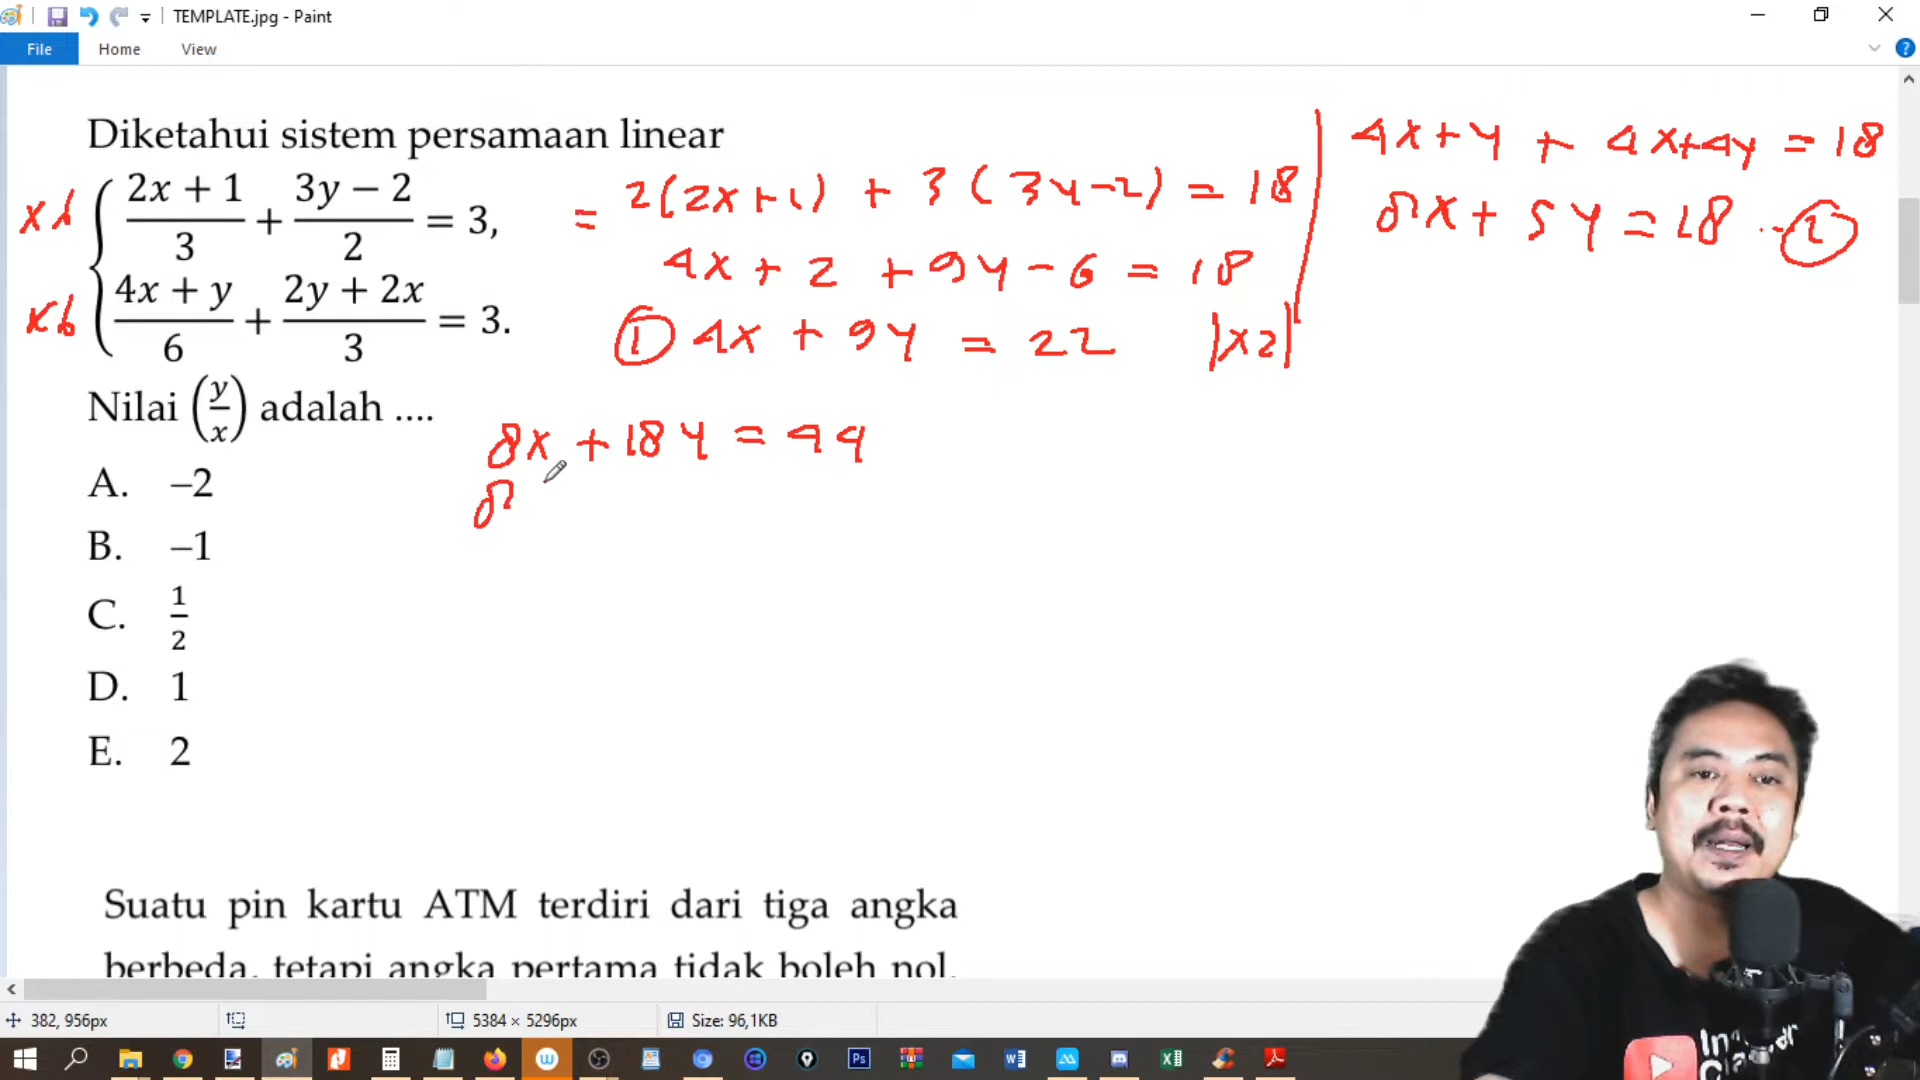 TEMPLATE.jpg - Paint
File Home View
Diketahui sistem persamaan linear
x6 2x + 1/3 + 3y − 2/2 = 3,
x6 4x + y/6 + 2y + 2x/3 = 3.
= 2(2x+1) + 3(3y-2) = 18
4x + 2 + 9y - 6 = 18
① 4x + 9y = 22 |x2|
4x+y + 4x+4y = 18
8x + 5y = 18 ..②
Nilai (y/x) adalah ....
8x + 18y = 44
8
A. –2
B. –1
C. 1/2
D. 1
E. 2
Suatu pin kartu ATM terdiri dari tiga angka
berbeda, tetapi angka pertama tidak boleh nol.
382, 956px
5384 × 5296px
Size: 96,1KB